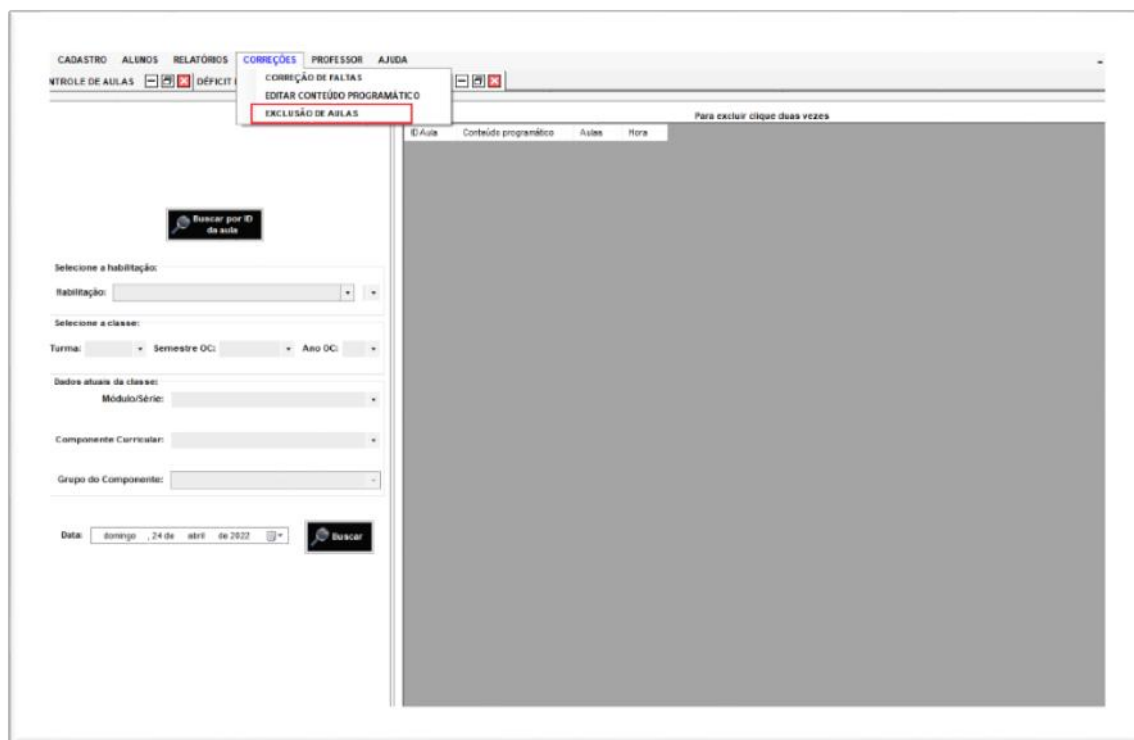 CADASTRO ALUNOS RELATÓRIOS CORREÇÕES PROFESSOR AJUDA
NTROLE DE AULAS DÉFICIT
CORREÇÃO DE FALTAS
EDITAR CONTEÚDO PROGRAMÁTICO
EXCLUSÃO DE AULAS
Para excluir clique duas vezes
ID Aula Conteúdo programático Aulas Hora
Buscar por ID
da aula
Selecione a habilitação:
Habilitação:
Selecione a classe:
Turma: Semestre OC: Ano OC:
Dados atuais da classe:
Módulo/Série:
Componente Curricular:
Grupo do Componente:
Data: domingo , 24 de abril de 2022 Buscar